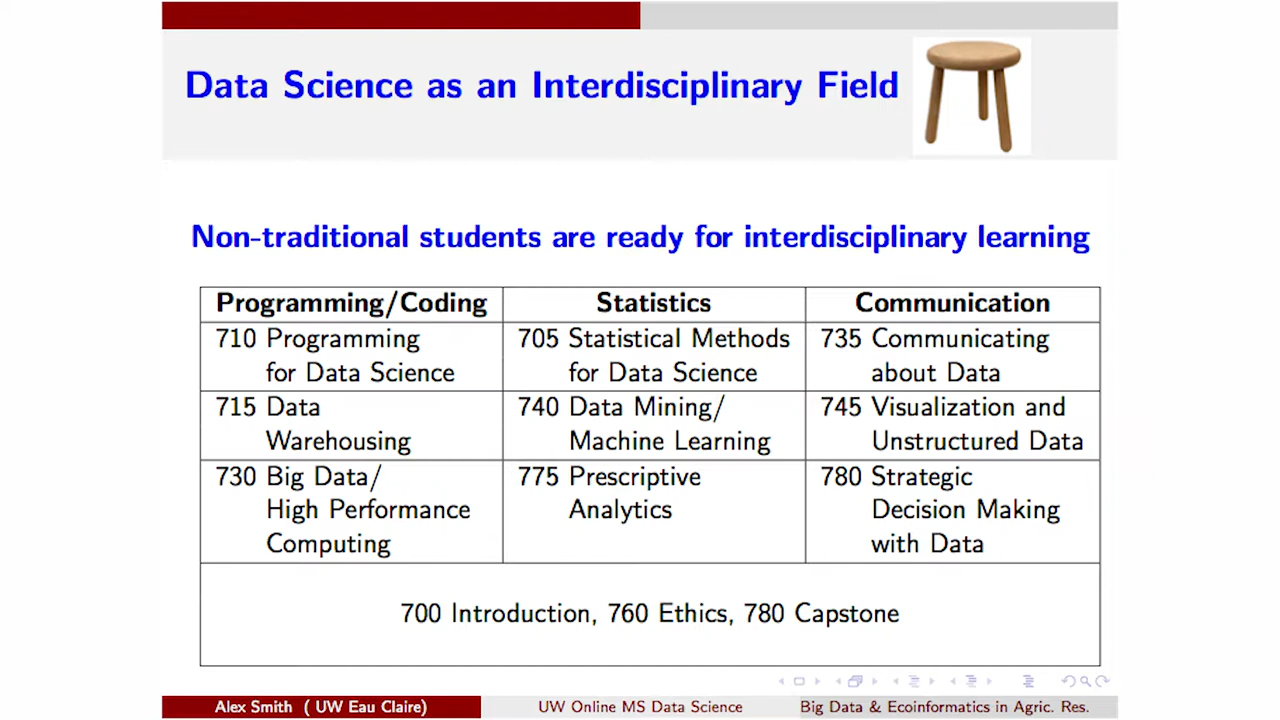 Data Science as an Interdisciplinary Field
Non-traditional students are ready for interdisciplinary learning
Programming/Coding Statistics Communication
710 Programming
for Data Science
705 Statistical Methods
for Data Science
735 Communicating
about Data
715 Data
Warehousing
740 Data Mining/
Machine Learning
745 Visualization and
Unstructured Data
730 Big Data/
High Performance
Computing
775 Prescriptive
Analytics
780 Strategic
Decision Making
with Data
700 Introduction, 760 Ethics, 780 Capstone
Alex Smith ( UW Eau Claire) UW Online MS Data Science Big Data & Ecoinformatics in Agric. Res.